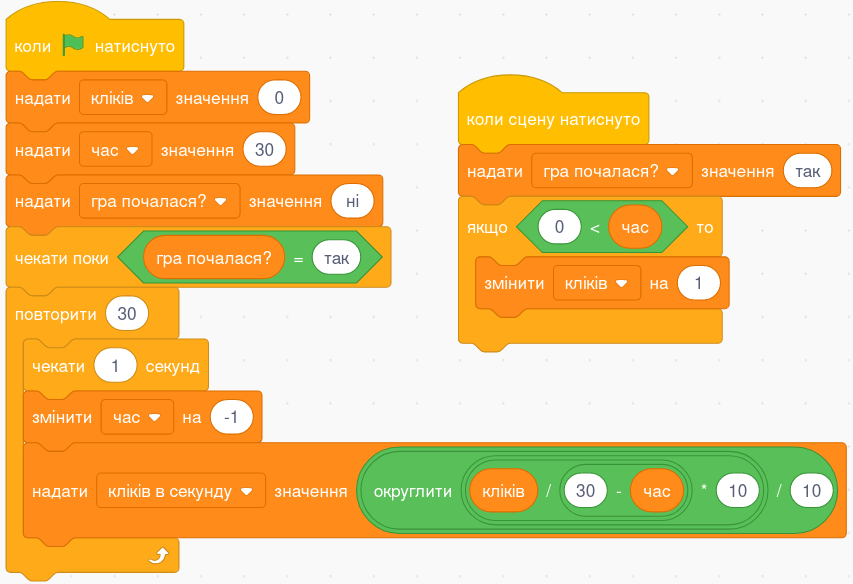 коли натиснуто
надати кліків значення 0
надати час значення 30
надати гра почалася? значення ні
чекати поки гра почалася? = так
повторити 30
чекати 1 секунд
змінити час на -1
надати кліків в секунду значення округлити кліків / 30 - час * 10 / 10
коли сцену натиснуто
надати гра почалася? значення так
якщо 0 < час то
змінити кліків на 1